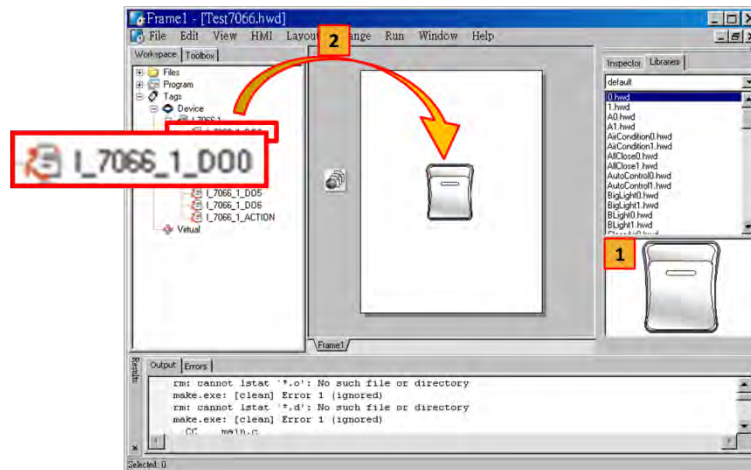 Frame1 - [Test7066.hwd]
File Edit View HMI Run Window Help
2
Workspace Toolbox
Inspector Libraries
Files
Program
Tags
Device
I_7066_1_DO0
I_7066_1_DO5
I_7066_1_DO6
I_7066_1_ACTION
Virtual
default
0.hwd
1.hwd
A0.hwd
A1.hwd
AirCondition0.hwd
AirCondition1.hwd
AllClose0.hwd
AllClose1.hwd
AutoControl0.hwd
AutoControl1.hwd
BigLight0.hwd
BigLight1.hwd
BLight0.hwd
BLight1.hwd
1
Frame1
Results
Output Errors
rm: cannot lstat '*.o': No such file or directory
make.exe: [clean] Error 1 (ignored)
rm: cannot lstat '*.d': No such file or directory
make.exe: [clean] Error 1 (ignored)
CC main.c
Selected: 0